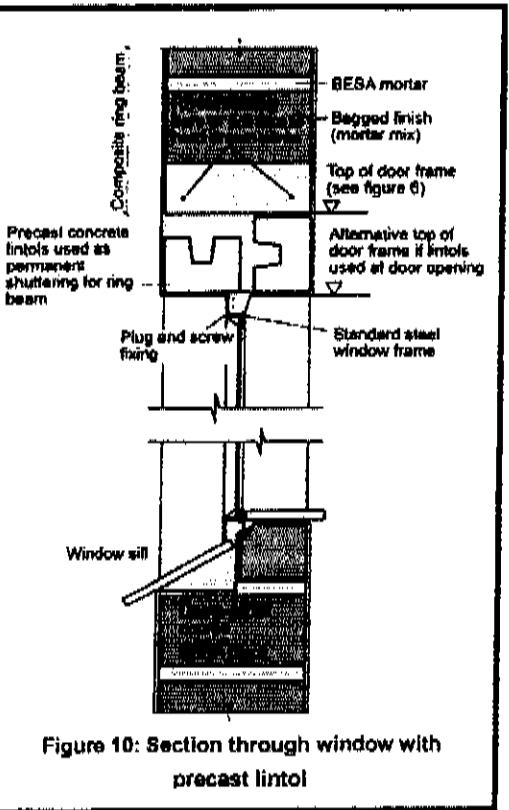 Composite ring beam
BESA mortar
Bagged finish
(mortar mix)
Top of door frame
(see figure 6)
Precast concrete
lintols used as
permanent
shuttering for ring
beam
Alternative top of
door frame if lintols
used at door opening
Plug and screw
fixing
Standard steel
window frame
Window sill
Figure 10: Section through window with
precast lintol